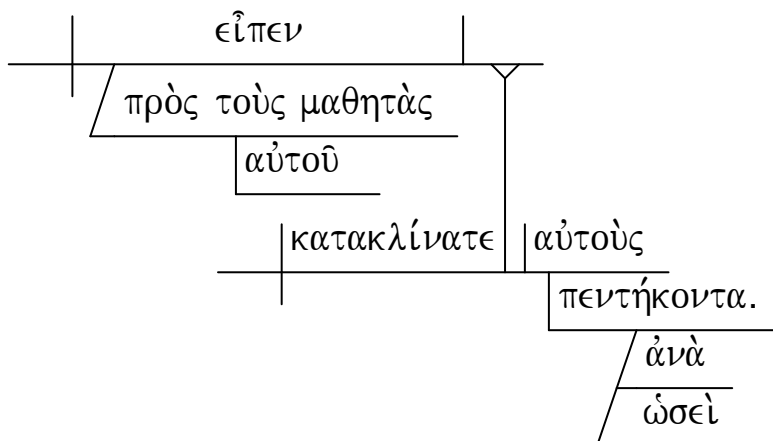 εἶπεν
πρὸς τοὺς μαθητὰς
αὐτοῦ
κατακλίνατε αὐτοὺς
πεντήκοντα.
ἀνὰ
ὡσεὶ